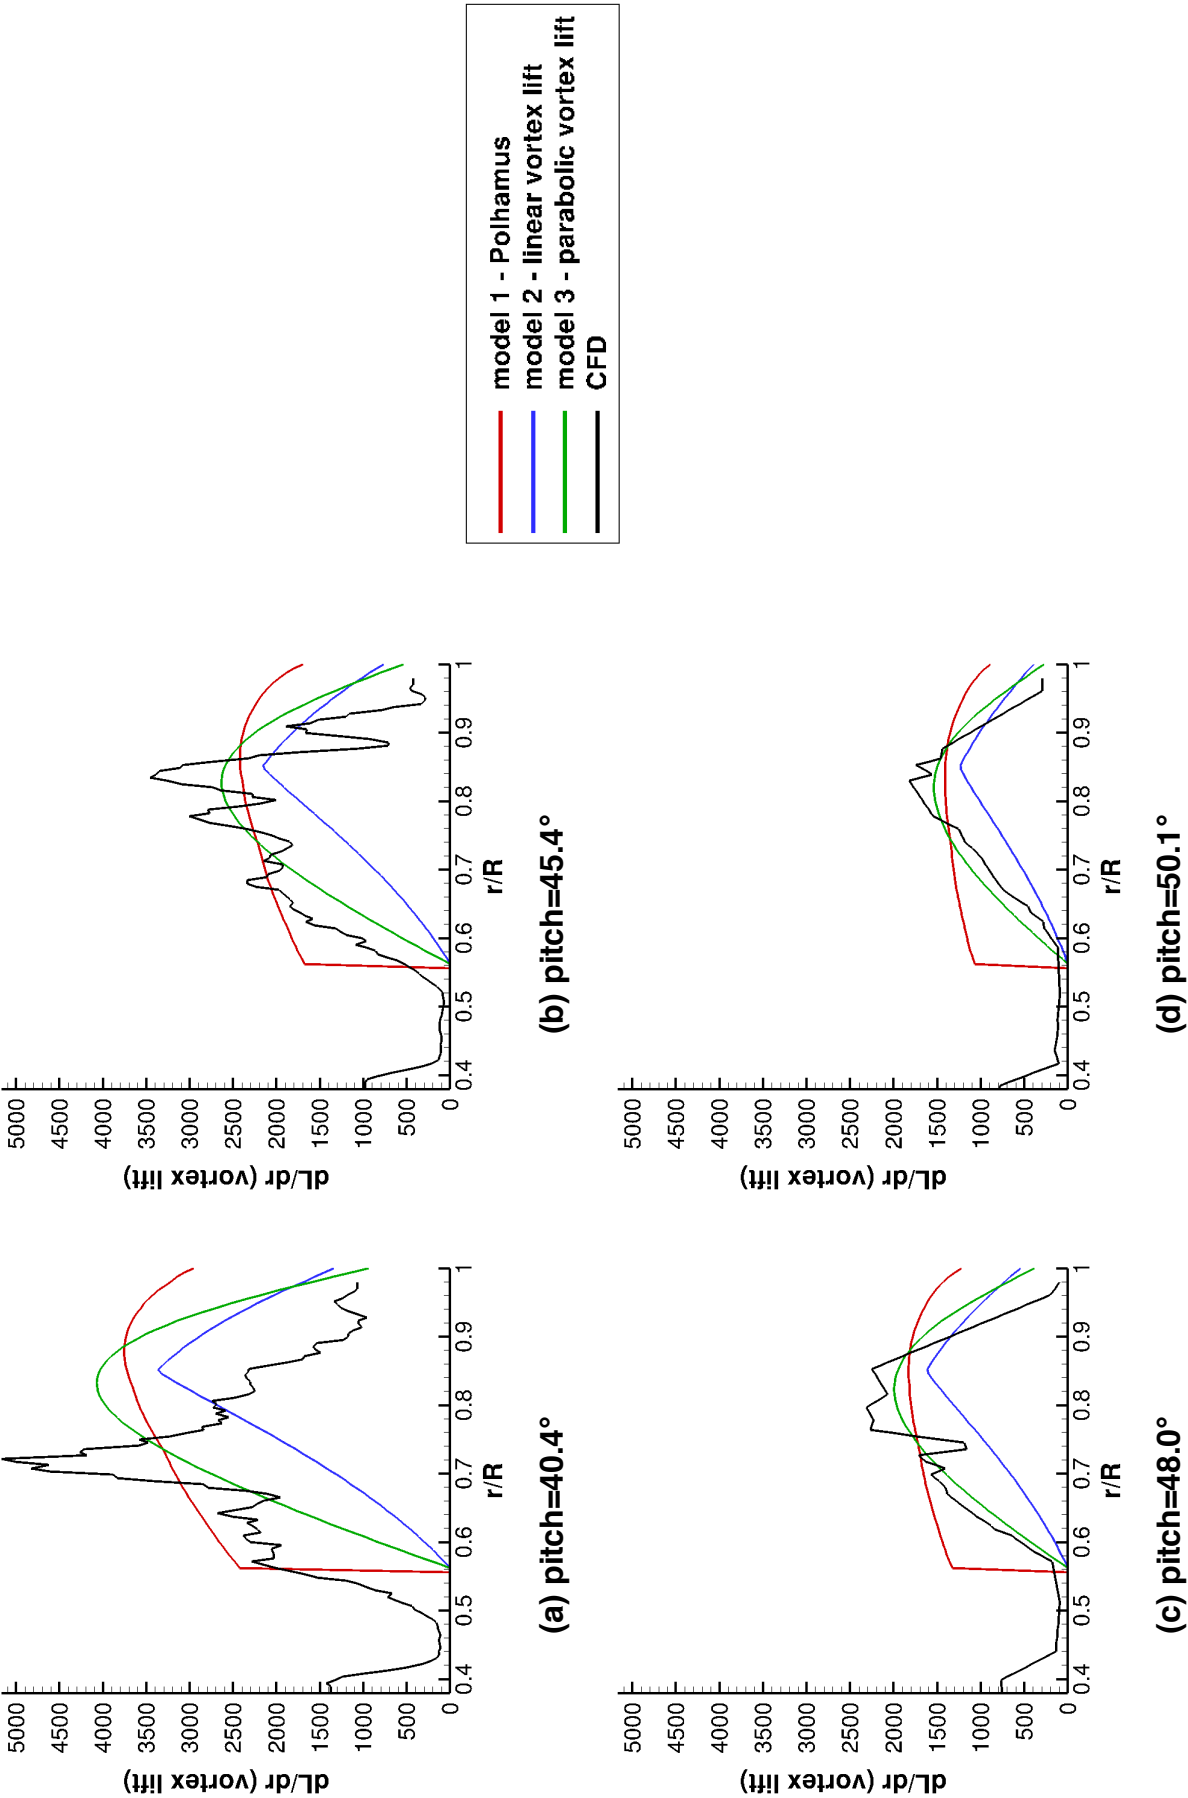 dL/dr (vortex lift)
5000
4500
4000
3500
3000
2500
2000
1500
1000
500
0
0.4 0.5 0.6 0.7 0.8 0.9 1
r/R
(a) pitch=40.4°
dL/dr (vortex lift)
5000
4500
4000
3500
3000
2500
2000
1500
1000
500
0
0.4 0.5 0.6 0.7 0.8 0.9 1
r/R
(b) pitch=45.4°
model 1 - Polhamus
model 2 - linear vortex lift
model 3 - parabolic vortex lift
CFD
dL/dr (vortex lift)
5000
4500
4000
3500
3000
2500
2000
1500
1000
500
0
0.4 0.5 0.6 0.7 0.8 0.9 1
r/R
(c) pitch=48.0°
dL/dr (vortex lift)
5000
4500
4000
3500
3000
2500
2000
1500
1000
500
0
0.4 0.5 0.6 0.7 0.8 0.9 1
r/R
(d) pitch=50.1°